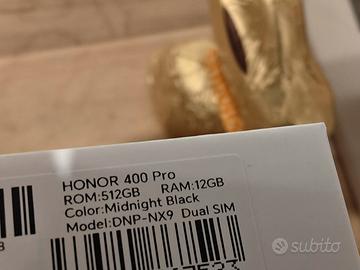 HONOR 400 Pro
ROM:512GB RAM:12GB
Color:Midnight Black
Model:DNP-NX9 Dual SIM
subito